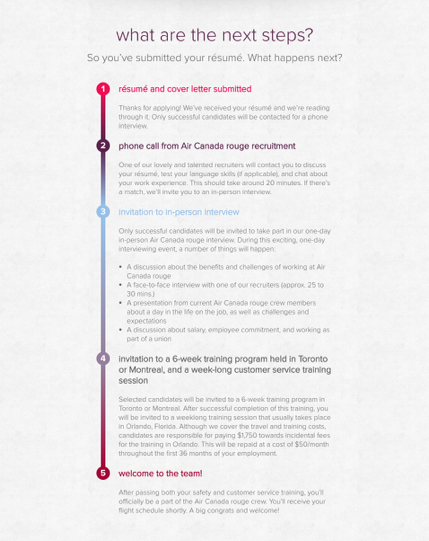 what are the next steps?
So you've submitted your résumé. What happens next?
1 résumé and cover letter submitted
Thanks for applying! We've received your résumé and we're reading
through it. Only successful candidates will be contacted for a phone
interview.
2 phone call from Air Canada rouge recruitment
One of our lovely and talented recruiters will contact you to discuss
your résumé, test your language skills (if applicable), and chat about
your work experience. This should take around 20 minutes. If there's
a match, we'll invite you to an in-person interview.
3 invitation to in-person interview
Only successful candidates will be invited to take part in our one-day
in-person Air Canada rouge interview. During this exciting, one-day
interviewing event, a number of things will happen:
• A discussion about the benefits and challenges of working at Air
Canada rouge
• A face-to-face interview with one of our recruiters (approx. 25 to
30 mins.)
• A presentation from current Air Canada rouge crew members
about a day in the life on the job, as well as challenges and
expectations
• A discussion about salary, employee commitment, and working as
part of a union
4 invitation to a 6-week training program held in Toronto
or Montreal, and a week-long customer service training
session
Selected candidates will be invited to a 6-week training program in
Toronto or Montreal. After successful completion of this training, you
will be invited to a weeklong training session that usually takes place
in Orlando, Florida. Although we cover the travel and training costs,
candidates are responsible for paying $1,750 towards incidental fees
for the training in Orlando. This will be repaid at a cost of $50/month
throughout the first 36 months of your employment.
5 welcome to the team!
After passing both your safety and customer service training, you'll
officially be a part of the Air Canada rouge crew. You'll receive your
flight schedule shortly. A big congrats and welcome!